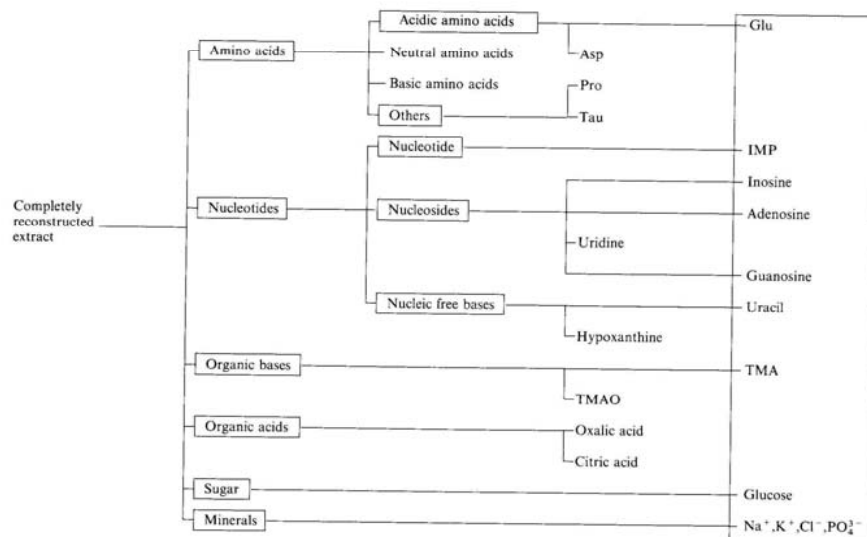 Acidic amino acids
Glu
Amino acids
Neutral amino acids
Asp
Basic amino acids
Pro
Others
Tau
Nucleotide
IMP
Inosine
Completely
reconstructed
extract
Nucleotides
Nucleosides
Adenosine
Uridine
Guanosine
Nucleic free bases
Uracil
Hypoxanthine
Organic bases
TMA
TMAO
Organic acids
Oxalic acid
Citric acid
Sugar
Glucose
Minerals
Na⁺,K⁺,Cl⁻,PO₄³⁻